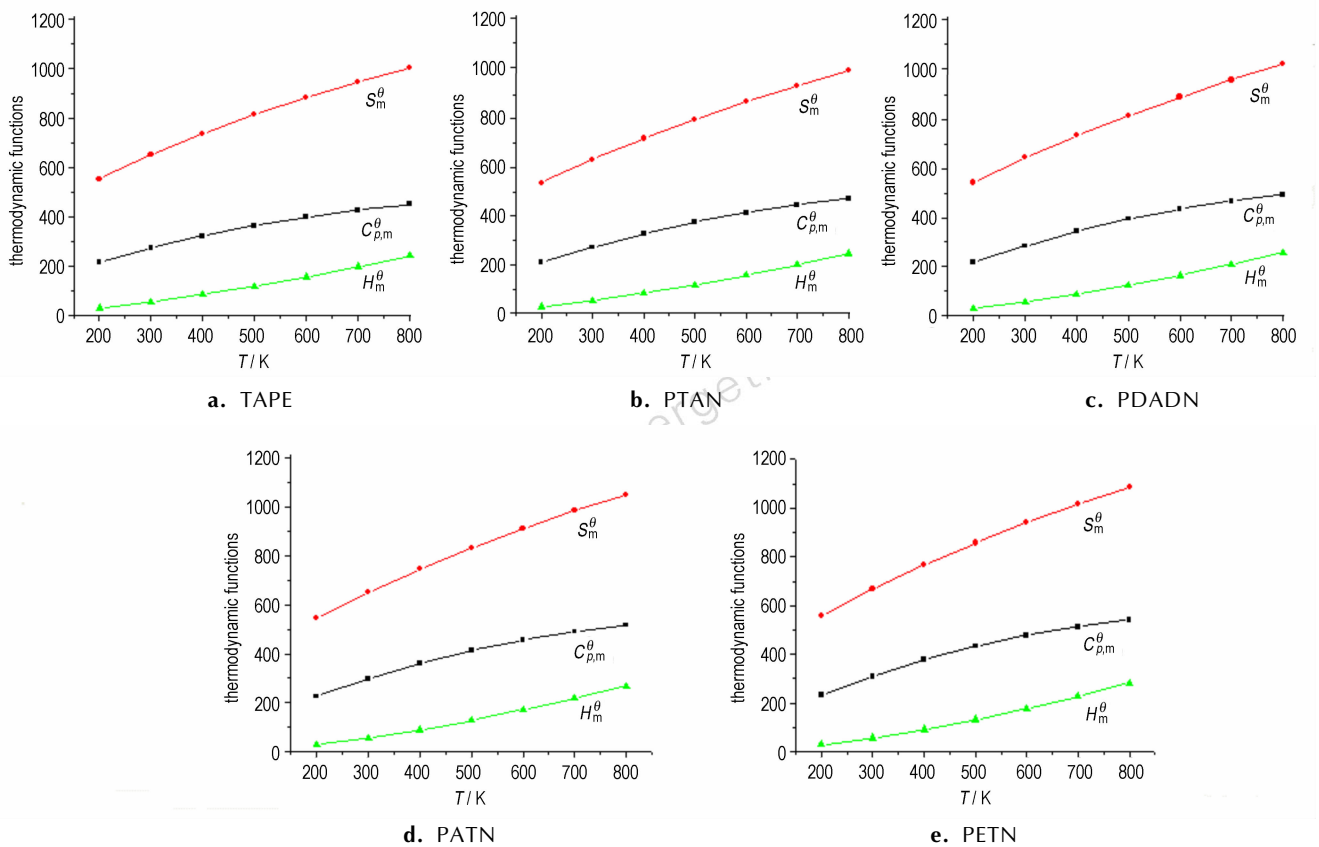 thermodynamic functions
1200
1000
800
600
400
200
0
S_m^θ
C_{p,m}^θ
H_m^θ
200 300 400 500 600 700 800
T / K
a. TAPE
thermodynamic functions
1200
1000
800
600
400
200
0
S_m^θ
C_{p,m}^θ
H_m^θ
200 300 400 500 600 700 800
T / K
b. PTAN
thermodynamic functions
1200
1000
800
600
400
200
0
S_m^θ
C_{p,m}^θ
H_m^θ
200 300 400 500 600 700 800
T / K
c. PDADN
thermodynamic functions
1200
1000
800
600
400
200
0
S_m^θ
C_{p,m}^θ
H_m^θ
200 300 400 500 600 700 800
T / K
d. PATN
thermodynamic functions
1200
1000
800
600
400
200
0
S_m^θ
C_{p,m}^θ
H_m^θ
200 300 400 500 600 700 800
T / K
e. PETN